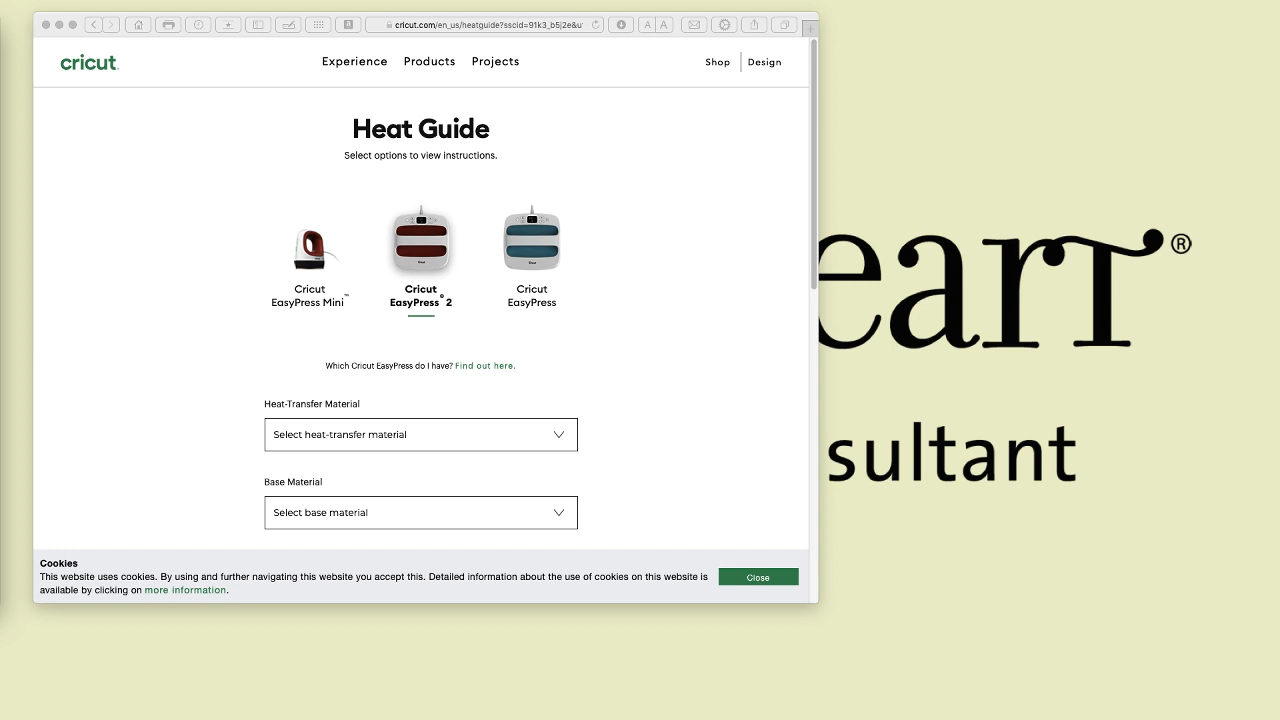 cricut.com/en_us/heatguide?sscid=91k3_b5j2e&u
cricut
Experience Products Projects
Shop Design
Heat Guide
Select options to view instructions.
Cricut
EasyPress Mini™
Cricut
EasyPress® 2
Cricut
EasyPress
Which Cricut EasyPress do I have? Find out here.
Heat-Transfer Material
Select heat-transfer material
Base Material
Select base material
Cookies
This website uses cookies. By using and further navigating this website you accept this. Detailed information about the use of cookies on this website is
available by clicking on more information.
Close
eart®
sultant